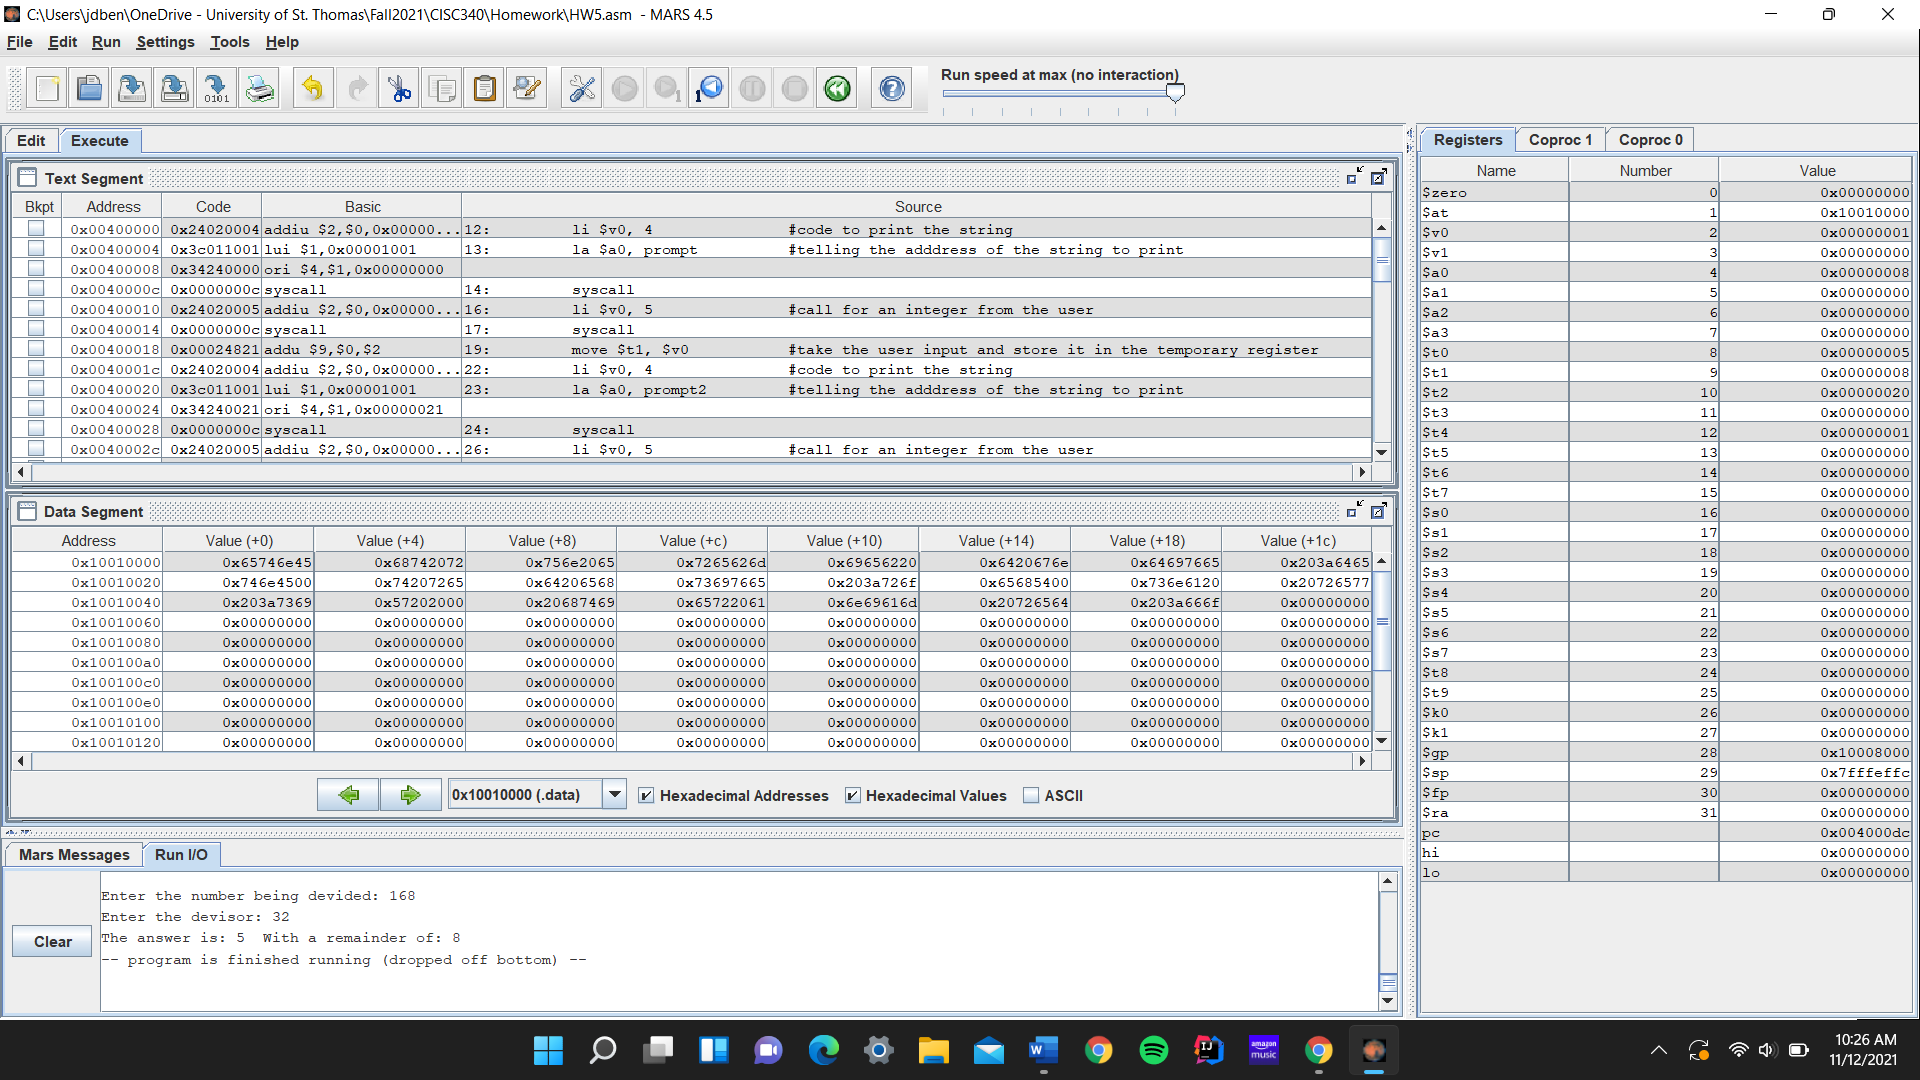 C:\Users\jdben\OneDrive - University of St. Thomas\Fall2021\CISC340\Homework\HW5.asm - MARS 4.5
File Edit Run Settings Tools Help
Run speed at max (no interaction)
Edit Execute
Text Segment
Bkpt Address Code Basic Source
0x00400000 0x24020004 addiu $2,$0,0x00000... 12: li $v0, 4 #code to print the string
0x00400004 0x3c011001 lui $1,0x00001001 13: la $a0, prompt #telling the adddress of the string to print
0x00400008 0x34240000 ori $4,$1,0x00000000
0x0040000c 0x0000000c syscall 14: syscall
0x00400010 0x24020005 addiu $2,$0,0x00000... 16: li $v0, 5 #call for an integer from the user
0x00400014 0x0000000c syscall 17: syscall
0x00400018 0x00024821 addu $9,$0,$2 19: move $t1, $v0 #take the user input and store it in the temporary register
0x0040001c 0x24020004 addiu $2,$0,0x00000... 22: li $v0, 4 #code to print the string
0x00400020 0x3c011001 lui $1,0x00001001 23: la $a0, prompt2 #telling the adddress of the string to print
0x00400024 0x34240021 ori $4,$1,0x00000021
0x00400028 0x0000000c syscall 24: syscall
0x0040002c 0x24020005 addiu $2,$0,0x00000... 26: li $v0, 5 #call for an integer from the user
Data Segment
Address Value (+0) Value (+4) Value (+8) Value (+c) Value (+10) Value (+14) Value (+18) Value (+1c)
0x10010000 0x65746e45 0x68742072 0x756e2065 0x7265626d 0x69656220 0x6420676e 0x64697665 0x203a6465
0x10010020 0x746e4500 0x74207265 0x64206568 0x73697665 0x203a726f 0x65685400 0x736e6120 0x20726577
0x10010040 0x203a7369 0x57202000 0x20687469 0x65722061 0x6e69616d 0x20726564 0x203a666f 0x00000000
0x10010060 0x00000000 0x00000000 0x00000000 0x00000000 0x00000000 0x00000000 0x00000000 0x00000000
0x10010080 0x00000000 0x00000000 0x00000000 0x00000000 0x00000000 0x00000000 0x00000000 0x00000000
0x100100a0 0x00000000 0x00000000 0x00000000 0x00000000 0x00000000 0x00000000 0x00000000 0x00000000
0x100100c0 0x00000000 0x00000000 0x00000000 0x00000000 0x00000000 0x00000000 0x00000000 0x00000000
0x100100e0 0x00000000 0x00000000 0x00000000 0x00000000 0x00000000 0x00000000 0x00000000 0x00000000
0x10010100 0x00000000 0x00000000 0x00000000 0x00000000 0x00000000 0x00000000 0x00000000 0x00000000
0x10010120 0x00000000 0x00000000 0x00000000 0x00000000 0x00000000 0x00000000 0x00000000 0x00000000
0x10010000 (.data) Hexadecimal Addresses Hexadecimal Values ASCII
Mars Messages Run I/O
Clear
Enter the number being devided: 168
Enter the devisor: 32
The answer is: 5  With a remainder of: 8
-- program is finished running (dropped off bottom) --
Registers Coproc 1 Coproc 0
Name Number Value
$zero 0 0x00000000
$at 1 0x10010000
$v0 2 0x00000001
$v1 3 0x00000000
$a0 4 0x00000008
$a1 5 0x00000000
$a2 6 0x00000000
$a3 7 0x00000000
$t0 8 0x00000005
$t1 9 0x00000008
$t2 10 0x00000020
$t3 11 0x00000000
$t4 12 0x00000001
$t5 13 0x00000000
$t6 14 0x00000000
$t7 15 0x00000000
$s0 16 0x00000000
$s1 17 0x00000000
$s2 18 0x00000000
$s3 19 0x00000000
$s4 20 0x00000000
$s5 21 0x00000000
$s6 22 0x00000000
$s7 23 0x00000000
$t8 24 0x00000000
$t9 25 0x00000000
$k0 26 0x00000000
$k1 27 0x00000000
$gp 28 0x10008000
$sp 29 0x7fffeffc
$fp 30 0x00000000
$ra 31 0x00000000
pc 0x004000dc
hi 0x00000000
lo 0x00000000
10:26 AM
11/12/2021